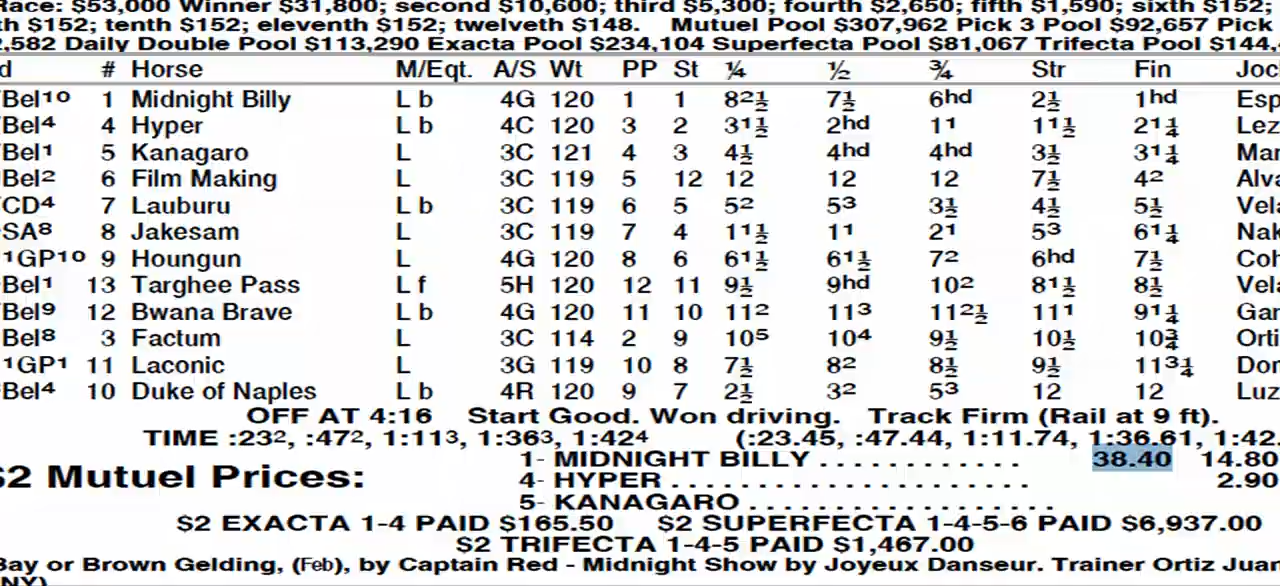 Race: $53,000 Winner $31,800; second $10,600; third $5,300; fourth $2,650; fifth $1,590; sixth $152;
th $152; tenth $152; eleventh $152; twelveth $148. Mutuel Pool $307,962 Pick 3 Pool $92,657 Pick
2,582 Daily Double Pool $113,290 Exacta Pool $234,104 Superfecta Pool $81,067 Trifecta Pool $144,
d # Horse M/Eqt. A/S Wt PP St ¼ ½ ¾ Str Fin Joc
Bel¹⁰ 1 Midnight Billy L b 4G 120 1 1 8²½ 7½ 6hd 2½ 1hd Esp
Bel⁴ 4 Hyper L b 4C 120 3 2 3¹½ 2hd 1¹ 1¹½ 2¹¼ Lez
Bel¹ 5 Kanagaro L 3C 121 4 3 4½ 4hd 4hd 3½ 3¹¼ Mar
Bel² 6 Film Making L 3C 119 5 12 12 12 12 7½ 4² Alva
CD⁴ 7 Lauburu L b 3C 119 6 5 5² 5³ 3½ 4½ 5½ Vela
SA⁸ 8 Jakesam L 3C 119 7 4 1¹½ 1¹ 2¹ 5³ 6¹¼ Nak
¹GP¹⁰ 9 Houngun L 4G 120 8 6 6¹½ 6¹½ 7² 6hd 7½ Coh
Bel¹ 13 Targhee Pass L f 5H 120 12 11 9½ 9hd 10² 8¹½ 8½ Vela
Bel⁹ 12 Bwana Brave L b 4G 120 11 10 11² 11³ 11²½ 11¹ 9¹¼ Gar
Bel⁸ 3 Factum L 3C 114 2 9 10⁵ 10⁴ 9½ 10½ 10¾ Orti
¹GP¹ 11 Laconic L 3G 119 10 8 7½ 8² 8½ 9½ 11³¼ Dor
Bel⁴ 10 Duke of Naples L b 4R 120 9 7 2½ 3² 5³ 12 12 Luz
OFF AT 4:16 Start Good. Won driving. Track Firm (Rail at 9 ft).
TIME :23², :47², 1:11³, 1:36³, 1:42⁴ (:23.45, :47.44, 1:11.74, 1:36.61, 1:42.
$2 Mutuel Prices: 1- MIDNIGHT BILLY . . . . . . . . . . . . 38.40 14.80
4- HYPER . . . . . . . . . . . . . . . . . . . . . 2.90
5- KANAGARO . . . . . . . . . . . . . . . . . .
$2 EXACTA 1-4 PAID $165.50 $2 SUPERFECTA 1-4-5-6 PAID $6,937.00
$2 TRIFECTA 1-4-5 PAID $1,467.00
Bay or Brown Gelding, (Feb), by Captain Red - Midnight Show by Joyeux Danseur. Trainer Ortiz Juar
NY)